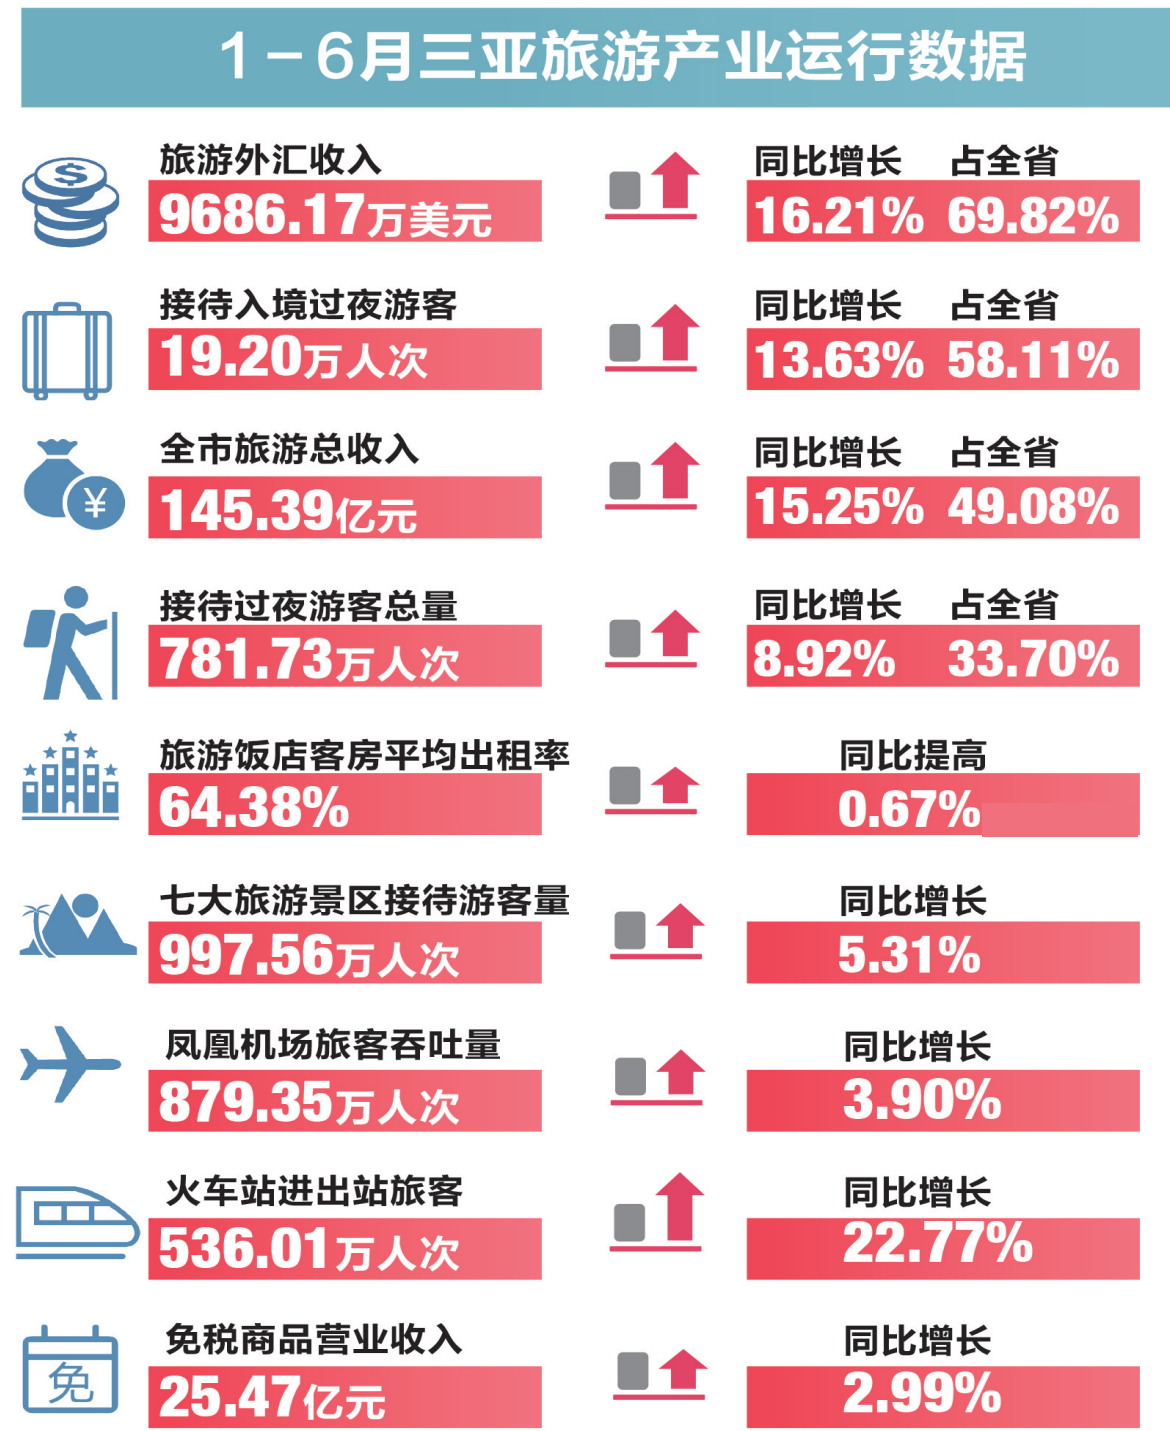 1-6月三亚旅游产业运行数据
旅游外汇收入
9686.17万美元
同比增长 占全省
16.21% 69.82%
接待入境过夜游客
19.20万人次
同比增长 占全省
13.63% 58.11%
全市旅游总收入
145.39亿元
同比增长 占全省
15.25% 49.08%
接待过夜游客总量
781.73万人次
同比增长 占全省
8.92% 33.70%
旅游饭店客房平均出租率
64.38%
同比提高
0.67%
七大旅游景区接待游客量
997.56万人次
同比增长
5.31%
凤凰机场旅客吞吐量
879.35万人次
同比增长
3.90%
火车站进出站旅客
536.01万人次
同比增长
22.77%
免税商品营业收入
25.47亿元
同比增长
2.99%
$
¥
免